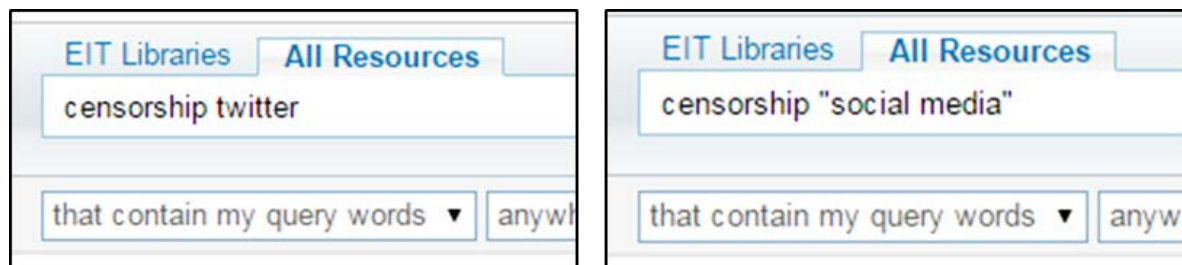 EIT Libraries All Resources
censorship twitter
that contain my query words
EIT Libraries All Resources
censorship "social media"
that contain my query words